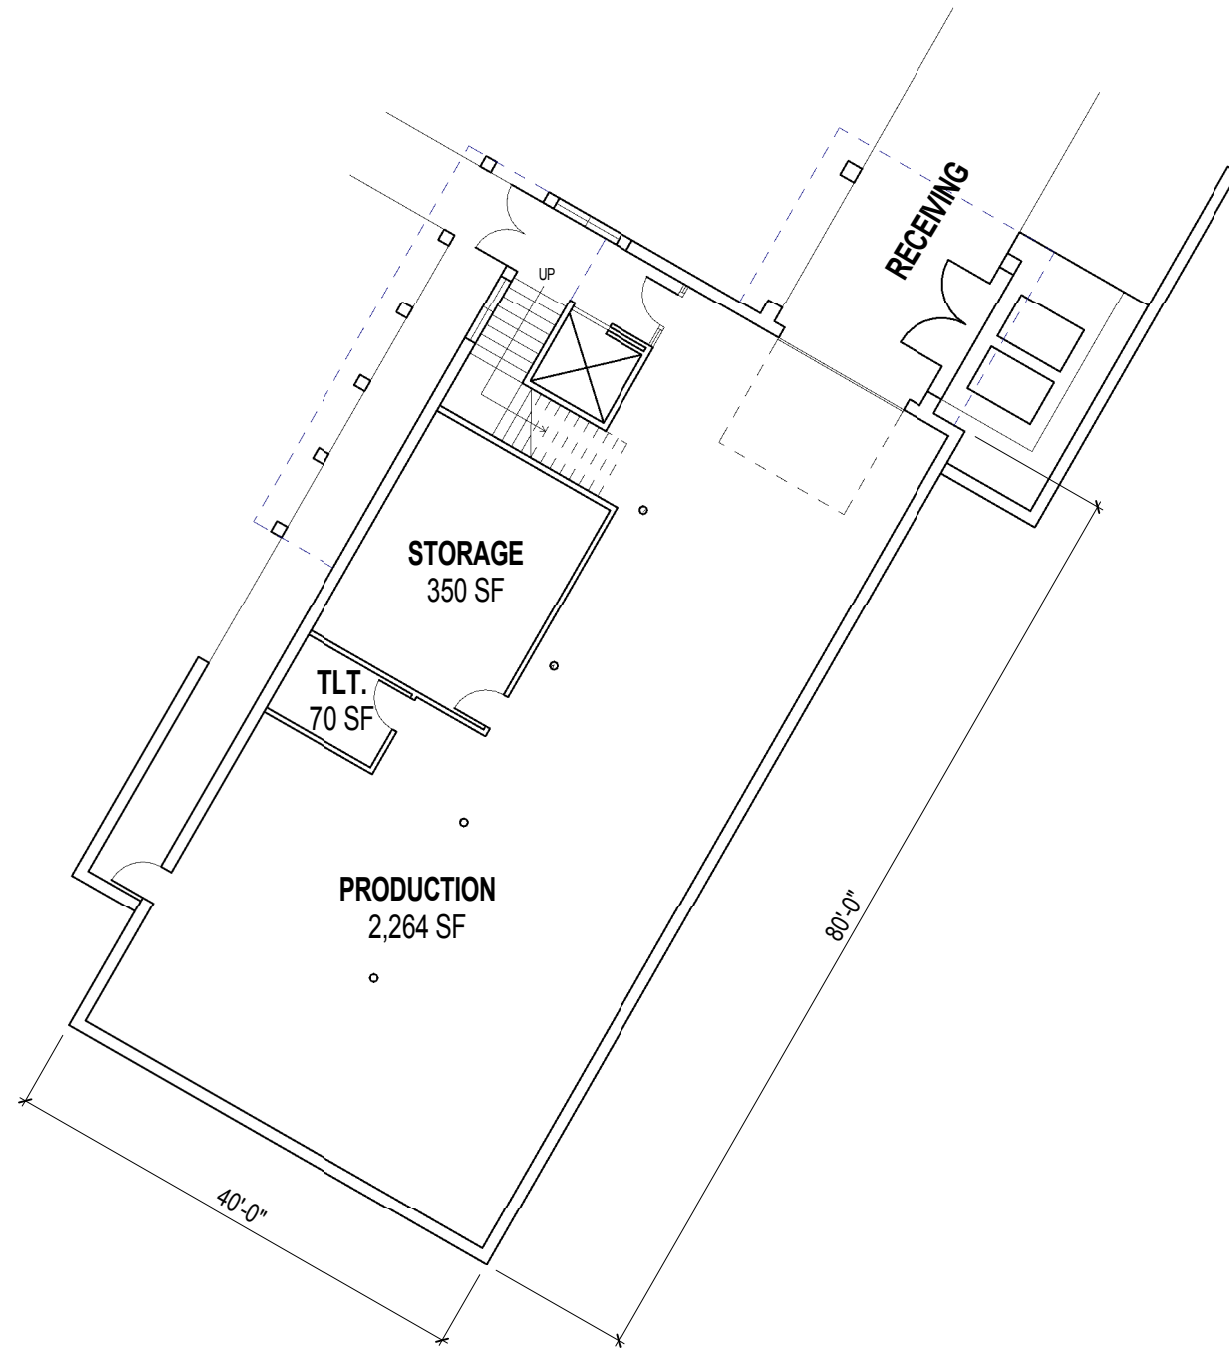 RECEIVING
UP
STORAGE
350 SF
TLT.
70 SF
PRODUCTION
2,264 SF
80'-0"
40'-0"